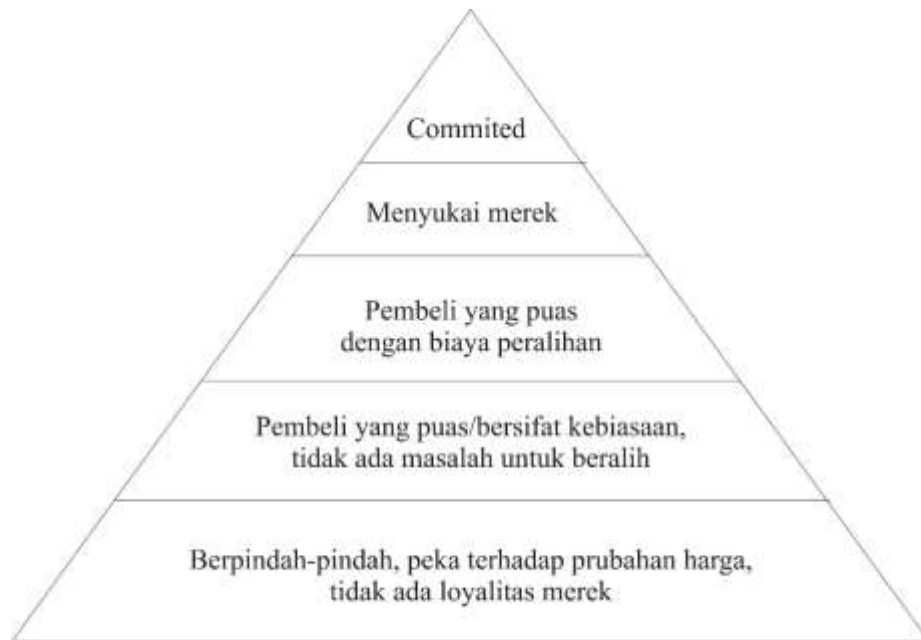 Commited
Menyukai merek
Pembeli yang puas
dengan biaya peralihan
Pembeli yang puas/bersifat kebiasaan,
tidak ada masalah untuk beralih
Berpindah-pindah, peka terhadap prubahan harga,
tidak ada loyalitas merek